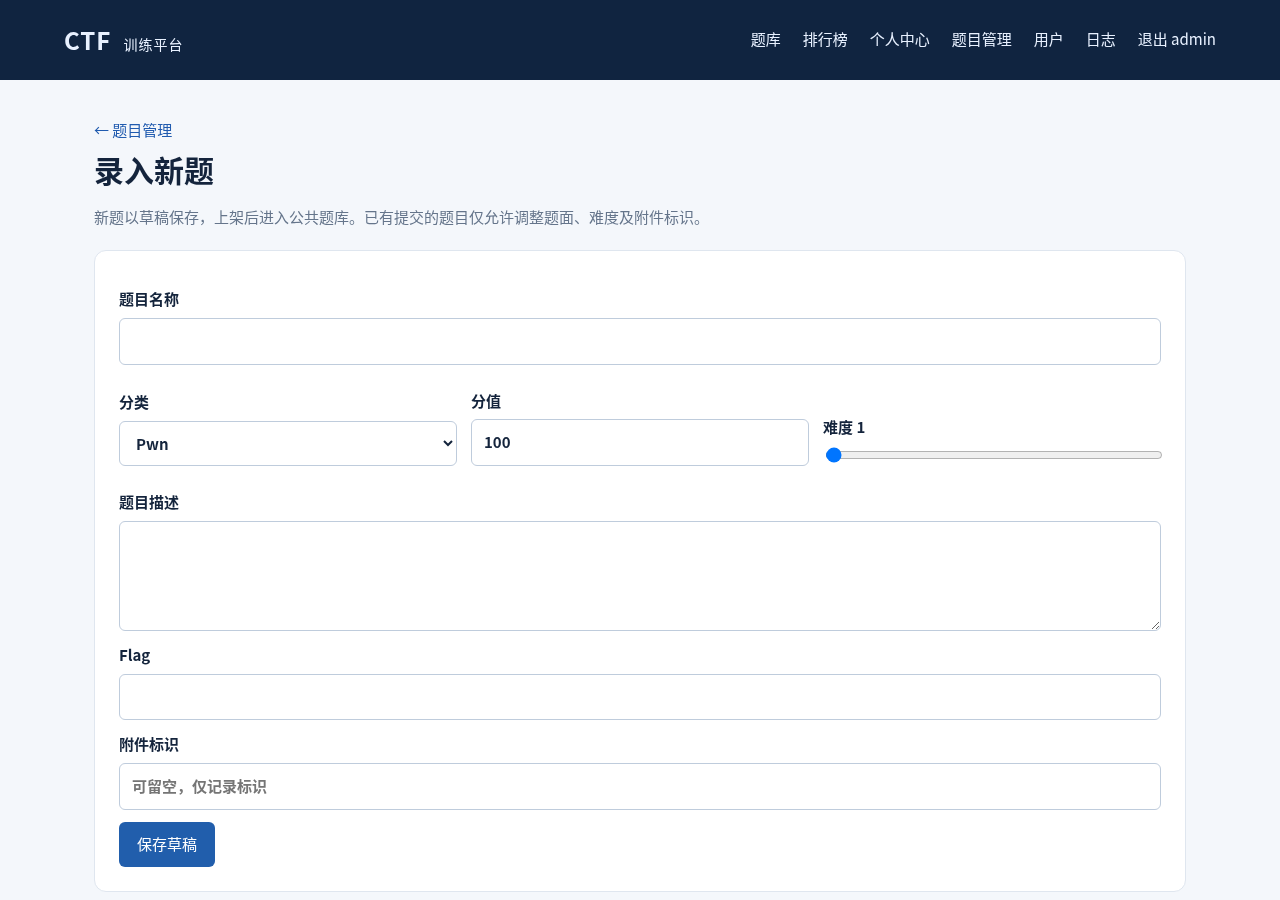 CTF 训练平台
题库 排行榜 个人中心 题目管理 用户 日志 退出 admin
← 题目管理
录入新题
新题以草稿保存，上架后进入公共题库。已有提交的题目仅允许调整题面、难度及附件标识。
题目名称
分类 分值 难度 1
Pwn 100
题目描述
Flag
附件标识
可留空，仅记录标识
保存草稿